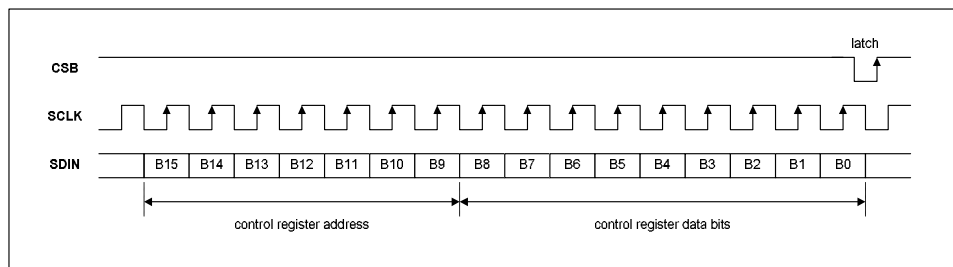 latch
CSB
SCLK
SDIN B15 B14 B13 B12 B11 B10 B9 B8 B7 B6 B5 B4 B3 B2 B1 B0
control register address control register data bits